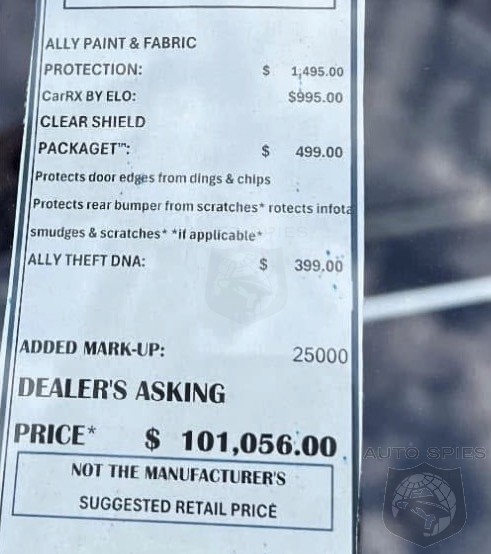 ALLY PAINT & FABRIC
PROTECTION: $ 1,495.00
CarRX BY ELO: $995.00
CLEAR SHIELD
PACKAGET™: $ 499.00
Protects door edges from dings & chips
Protects rear bumper from scratches* rotects infota
smudges & scratches* *if applicable*
ALLY THEFT DNA: $ 399.00
ADDED MARK-UP: 25000
DEALER'S ASKING
PRICE* $ 101,056.00
AUTO SPIES
NOT THE MANUFACTURER'S
SUGGESTED RETAIL PRICE